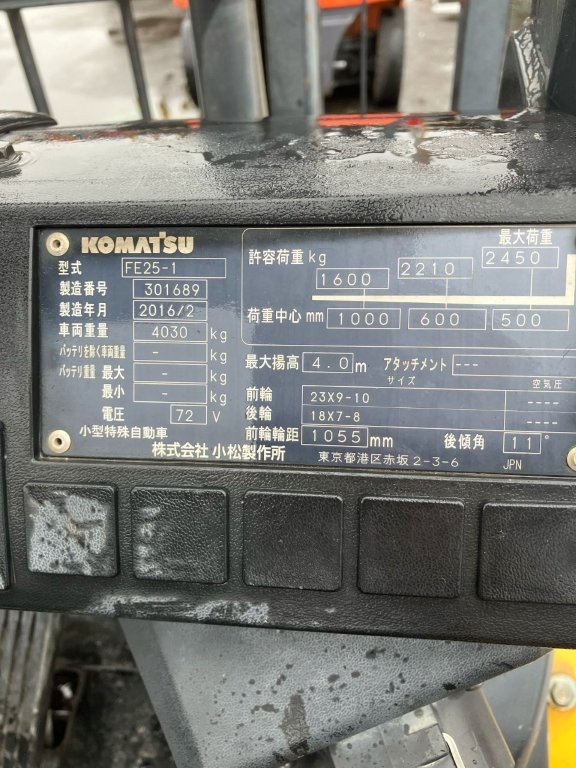 KOMATSU
型式 FE25-1
製造番号 301689
製造年月 2016/2
車両重量 4030 kg
バッテリを除く車両重量 - kg
バッテリ重量 最大 - kg
最小 - kg
電圧 72 V
小型特殊自動車
株式会社 小松製作所
最大荷重
許容荷重 kg 1600 2210 2450
荷重中心 mm 1000 600 500
最大揚高 4.0 m アタッチメント ---
サイズ 空気圧
前輪 23X9-10 ----
後輪 18X7-8 ----
前輪輪距 1055 mm 後傾角 11°
東京都港区赤坂2-3-6 JPN